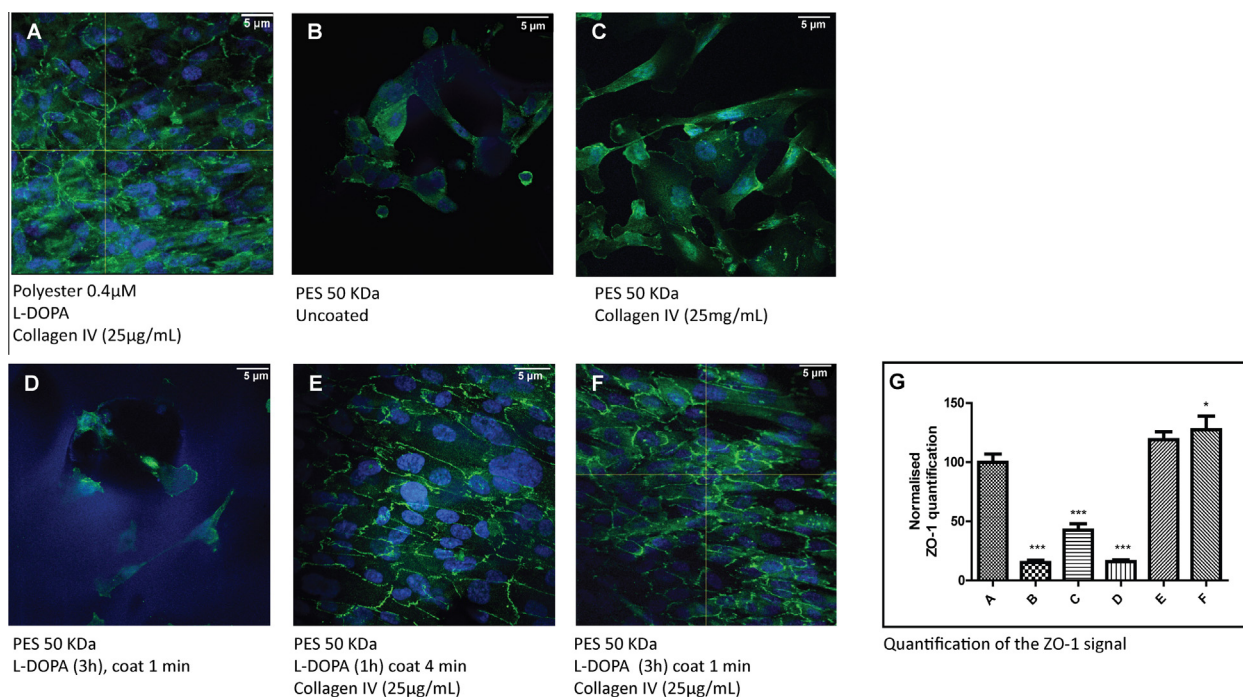 A
5 µm
B
5 µm
C
5 µm
Polyester 0.4µM
L-DOPA
Collagen IV (25µg/mL)
PES 50 KDa
Uncoated
PES 50 KDa
Collagen IV (25mg/mL)
D
5 µm
E
5 µm
F
5 µm
PES 50 KDa
L-DOPA (3h), coat 1 min
PES 50 KDa
L-DOPA (1h) coat 4 min
Collagen IV (25µg/mL)
PES 50 KDa
L-DOPA (3h) coat 1 min
Collagen IV (25µg/mL)
G
Normalised
ZO-1 quantification
150
100
50
0
***
***
***
*
A
B
C
D
E
F
Quantification of the ZO-1 signal